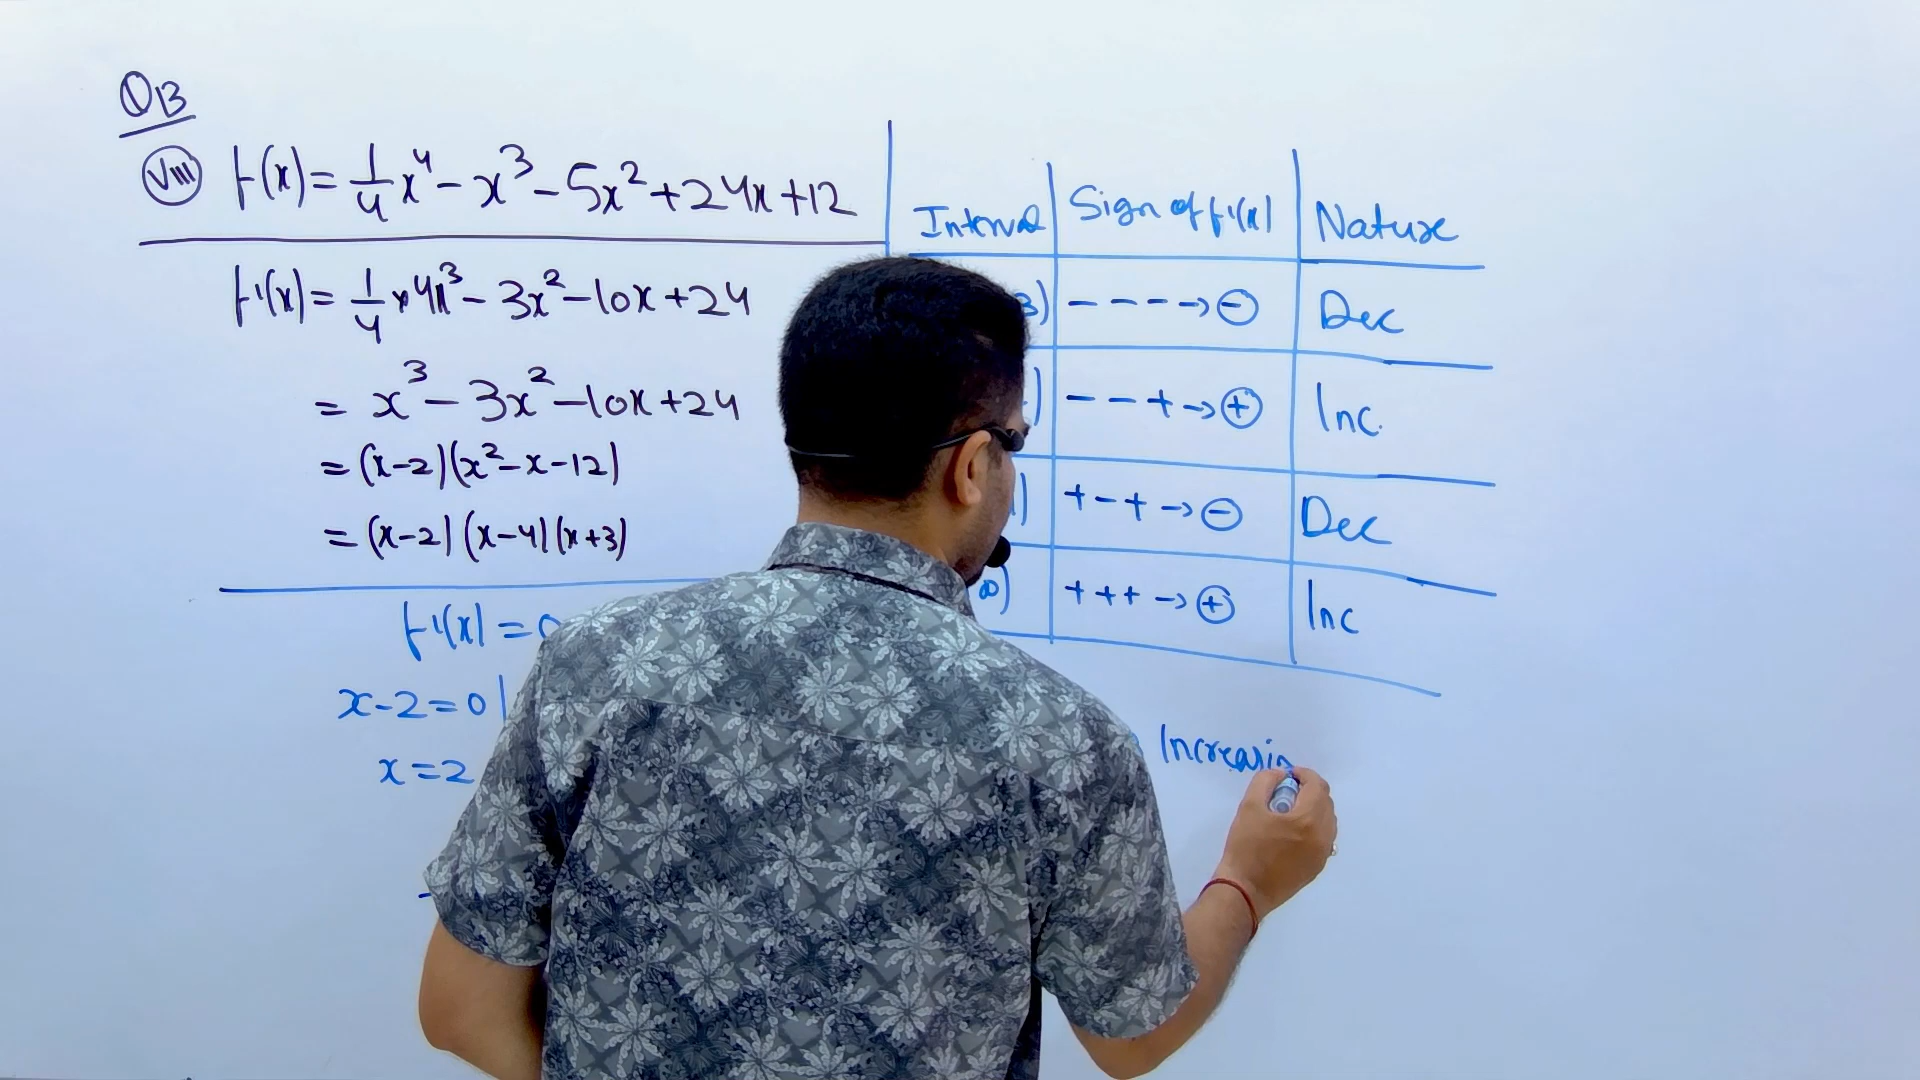 Q13
(viii) f(x) = 1/4 x⁴ - x³ - 5x² + 24x + 12
f'(x) = 1/4 × 4x³ - 3x² - 10x + 24
= x³ - 3x² - 10x + 24
= (x-2)(x²-x-12)
= (x-2)(x-4)(x+3)
f'(x) = 0
x-2=0 |
x=2
Interval Sign of f'(x) Nature
3) - - - → ⊖ Dec
) - - + → ⊕ Inc.
) + - + → ⊖ Dec
∞) + + + → ⊕ Inc
Increasin